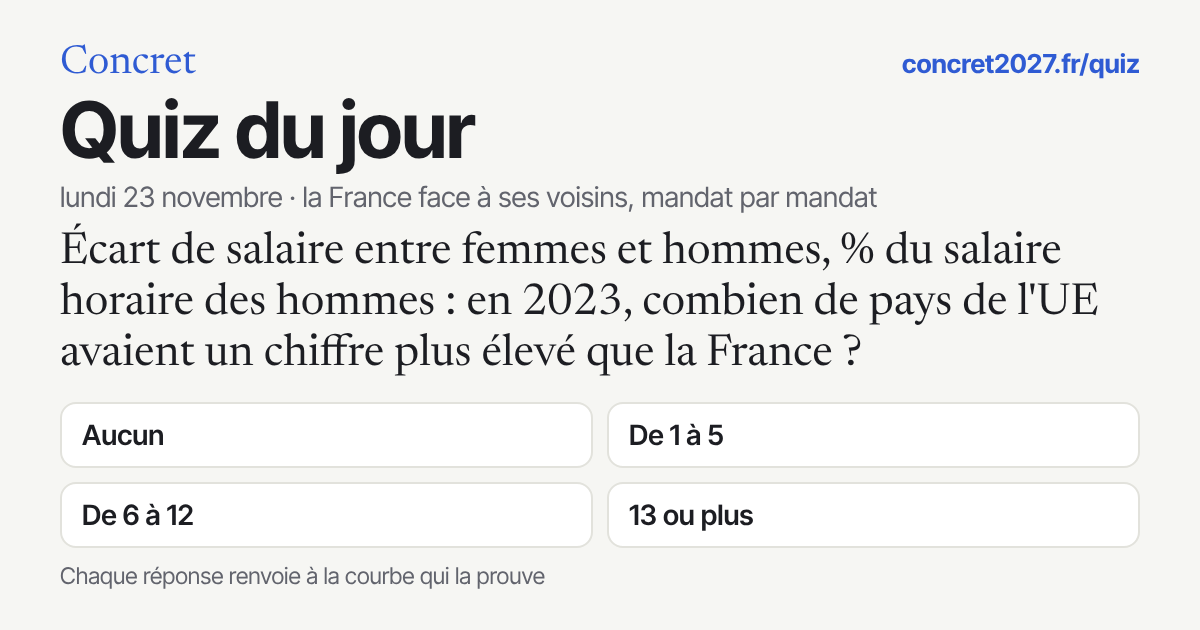 Concret
concret2027.fr/quiz
Quiz du jour
lundi 23 novembre · la France face à ses voisins, mandat par mandat
Écart de salaire entre femmes et hommes, % du salaire
horaire des hommes : en 2023, combien de pays de l'UE
avaient un chiffre plus élevé que la France ?
Aucun
De 1 à 5
De 6 à 12
13 ou plus
Chaque réponse renvoie à la courbe qui la prouve